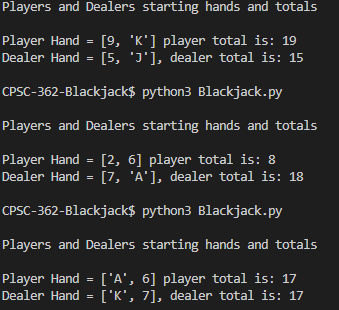 Players and Dealers starting hands and totals
Player Hand = [9, 'K'] player total is: 19
Dealer Hand = [5, 'J'], dealer total is: 15
CPSC-362-Blackjack$ python3 Blackjack.py
Players and Dealers starting hands and totals
Player Hand = [2, 6] player total is: 8
Dealer Hand = [7, 'A'], dealer total is: 18
CPSC-362-Blackjack$ python3 Blackjack.py
Players and Dealers starting hands and totals
Player Hand = ['A', 6] player total is: 17
Dealer Hand = ['K', 7], dealer total is: 17